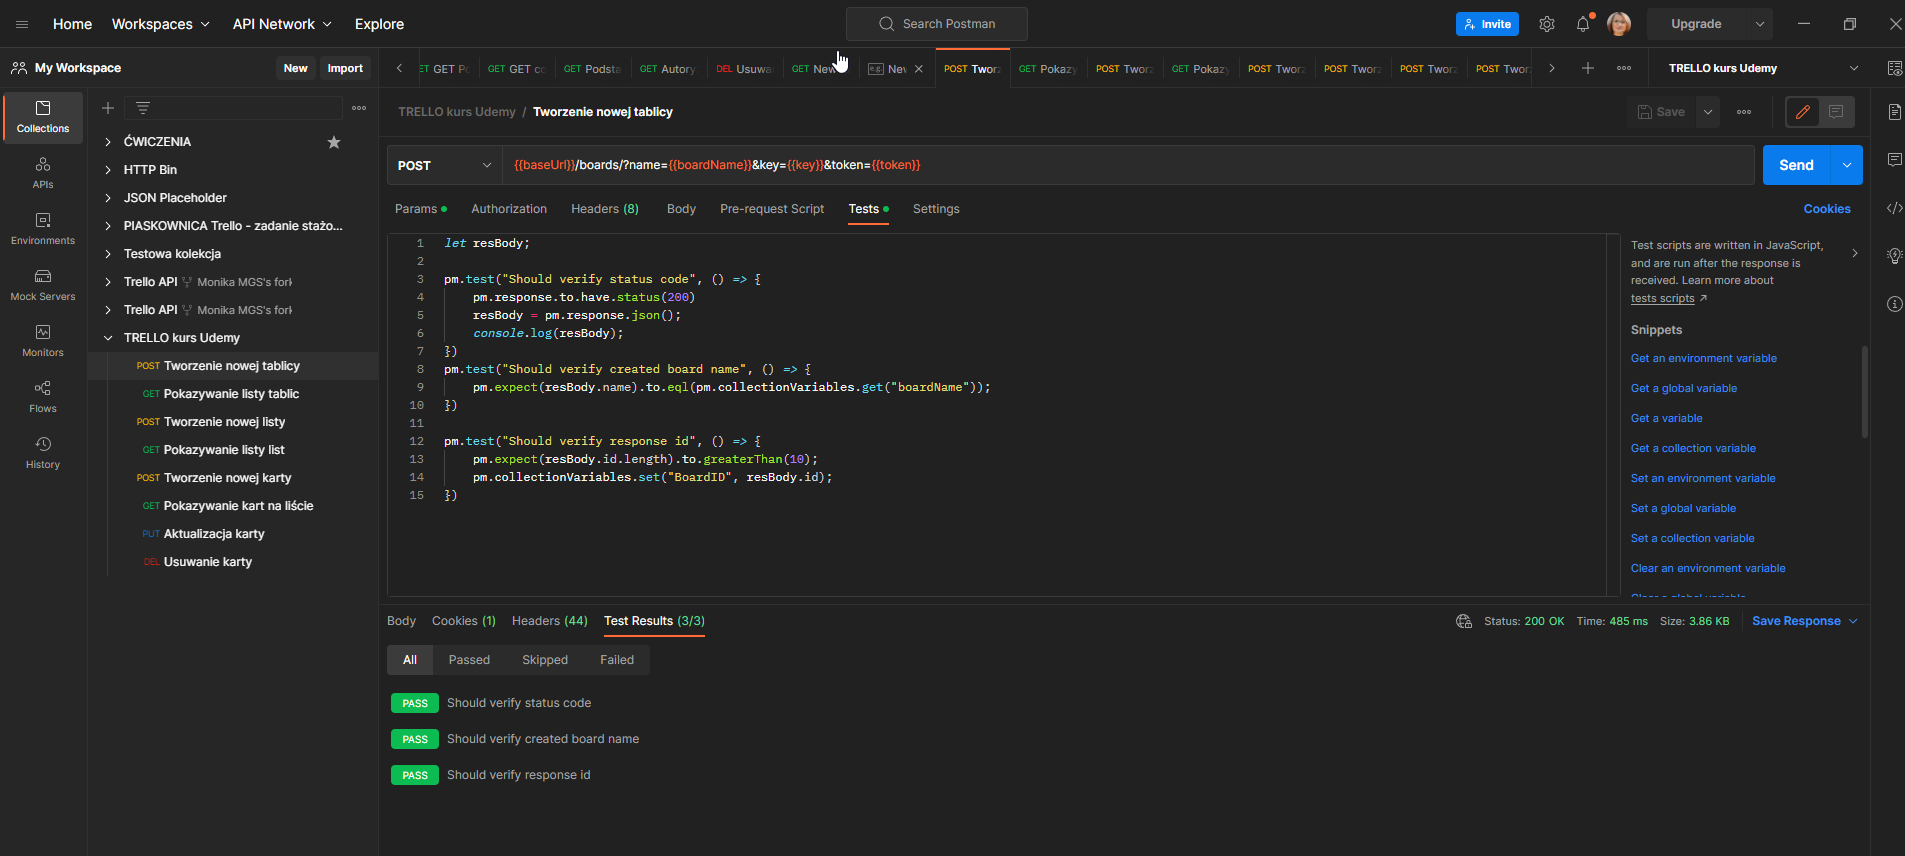 Home Workspaces API Network Explore
Search Postman
Invite Upgrade
My Workspace New Import
GET GET co POST Podsta GET Autory DEL Usuwa GET New e.g. Nev POST Tworz GET Pokazy POST Tworz GET Pokazy POST Tworz POST Tworz POST Tworz POST Tworz
TRELLO kurs Udemy
Collections
APIs
Environments
Mock Servers
Monitors
Flows
History
ĆWICZENIA
HTTP Bin
JSON Placeholder
PIASKOWNICA Trello - zadanie stażo...
Testowa kolekcja
Trello API Monika MGS's fork
Trello API Monika MGS's fork
TRELLO kurs Udemy
POST Tworzenie nowej tablicy
GET Pokazywanie listy tablic
POST Tworzenie nowej listy
GET Pokazywanie listy list
POST Tworzenie nowej karty
GET Pokazywanie kart na liście
PUT Aktualizacja karty
DEL Usuwanie karty
TRELLO kurs Udemy / Tworzenie nowej tablicy
Save
POST {{baseUrl}}/boards/?name={{boardName}}&key={{key}}&token={{token}}
Send
Params Authorization Headers (8) Body Pre-request Script Tests Settings
Cookies
1 let resBody;
2
3 pm.test("Should verify status code", () => {
4 pm.response.to.have.status(200)
5 resBody = pm.response.json();
6 console.log(resBody);
7 })
8 pm.test("Should verify created board name", () => {
9 pm.expect(resBody.name).to.eql(pm.collectionVariables.get("boardName"));
10 })
11
12 pm.test("Should verify response id", () => {
13 pm.expect(resBody.id.length).to.greaterThan(10);
14 pm.collectionVariables.set("BoardID", resBody.id);
15 })
Test scripts are written in JavaScript,
and are run after the response is
received. Learn more about
tests scripts ↗
Snippets
Get an environment variable
Get a global variable
Get a variable
Get a collection variable
Set an environment variable
Set a global variable
Set a collection variable
Clear an environment variable
Clear a global variable
Body Cookies (1) Headers (44) Test Results (3/3)
Status: 200 OK Time: 485 ms Size: 3.86 KB Save Response
All Passed Skipped Failed
PASS Should verify status code
PASS Should verify created board name
PASS Should verify response id